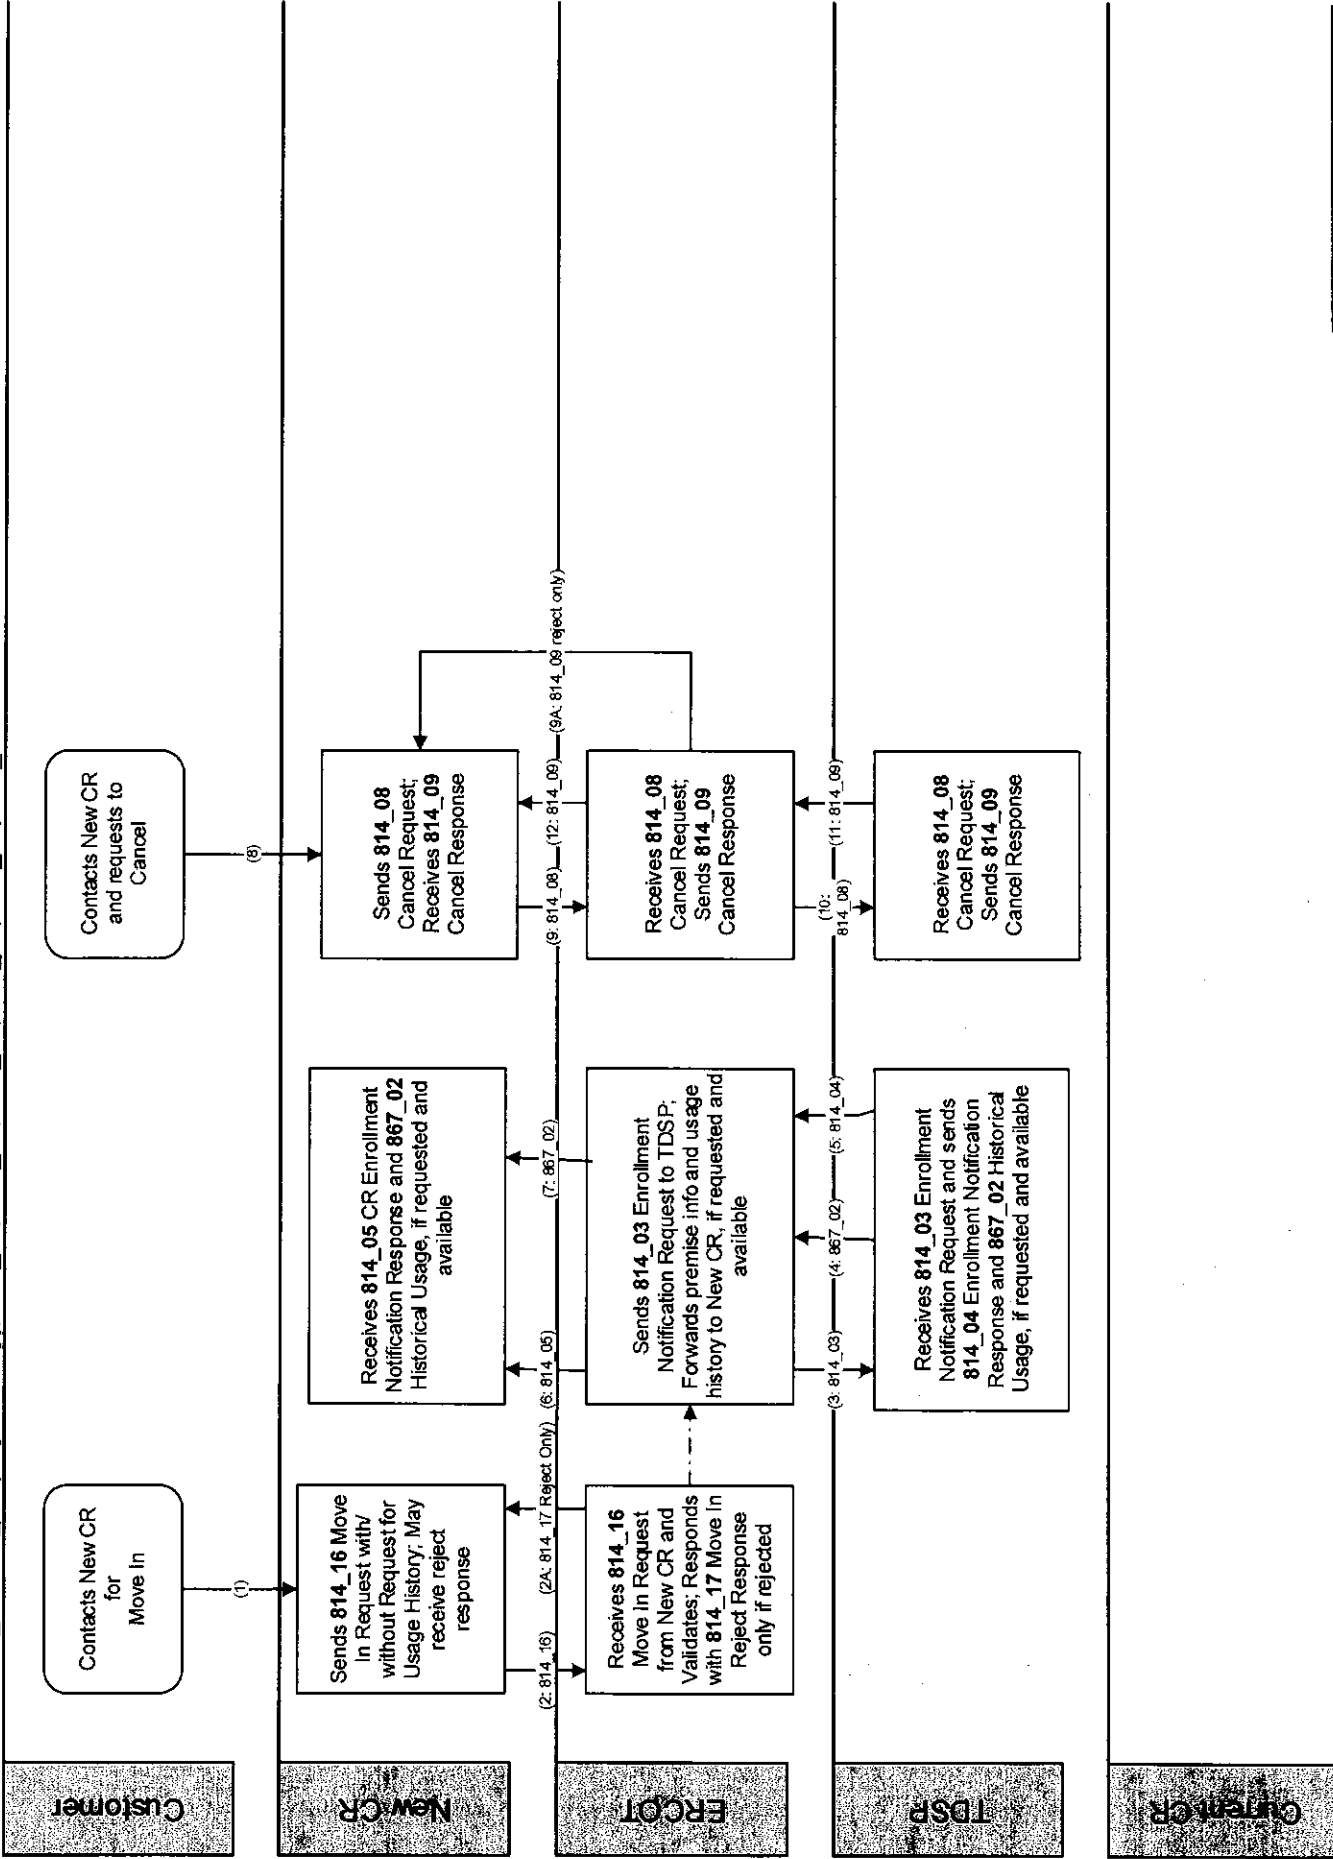 Customer
Contacts New CR
for
Move In
(1)
Contacts New CR
and requests to
Cancel
(8)
New CR
Sends 814_16 Move
In Request with/
without Request for
Usage History; May
receive reject
response
Receives 814_05 CR Enrollment
Notification Response and 867_02
Historical Usage, if requested and
available
Sends 814_08
Cancel Request;
Receives 814_09
Cancel Response
(2: 814_16)
(2A: 814_17 Reject Only)
(6: 814_05)
(7: 867_02)
(9: 814_08)
(12: 814_09)
(9A: 814_09 reject only)
ERCOT
Receives 814_16
Move In Request
from New CR and
Validates; Responds
with 814_17 Move In
Reject Response
only if rejected
Sends 814_03 Enrollment
Notification Request to TDSP;
Forwards premise info and usage
history to New CR, if requested and
available
Receives 814_08
Cancel Request;
Sends 814_09
Cancel Response
(3: 814_03)
(4: 867_02)
(5: 814_04)
(10:
814_08)
(11: 814_09)
TDSP
Receives 814_03 Enrollment
Notification Request and sends
814_04 Enrollment Notification
Response and 867_02 Historical
Usage, if requested and available
Receives 814_08
Cancel Request;
Sends 814_09
Cancel Response
Current CR